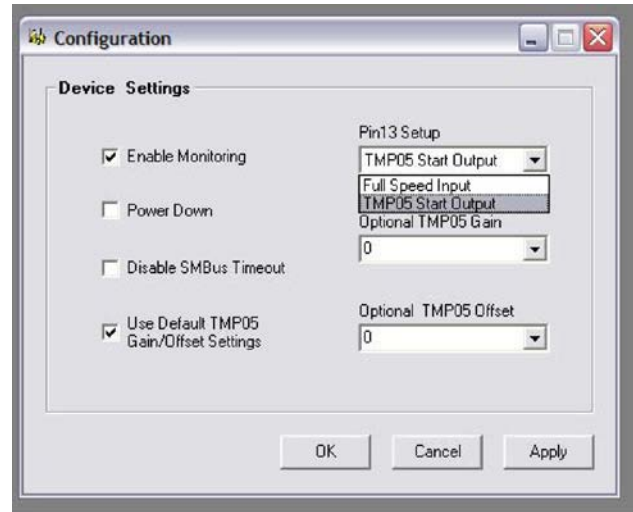 Configuration
Device Settings
Enable Monitoring
Power Down
Disable SMBus Timeout
Use Default TMP05
Gain/Offset Settings
Pin13 Setup
TMP05 Start Output
Full Speed Input
TMP05 Start Output
Optional TMP05 Gain
0
Optional TMP05 Offset
0
OK
Cancel
Apply